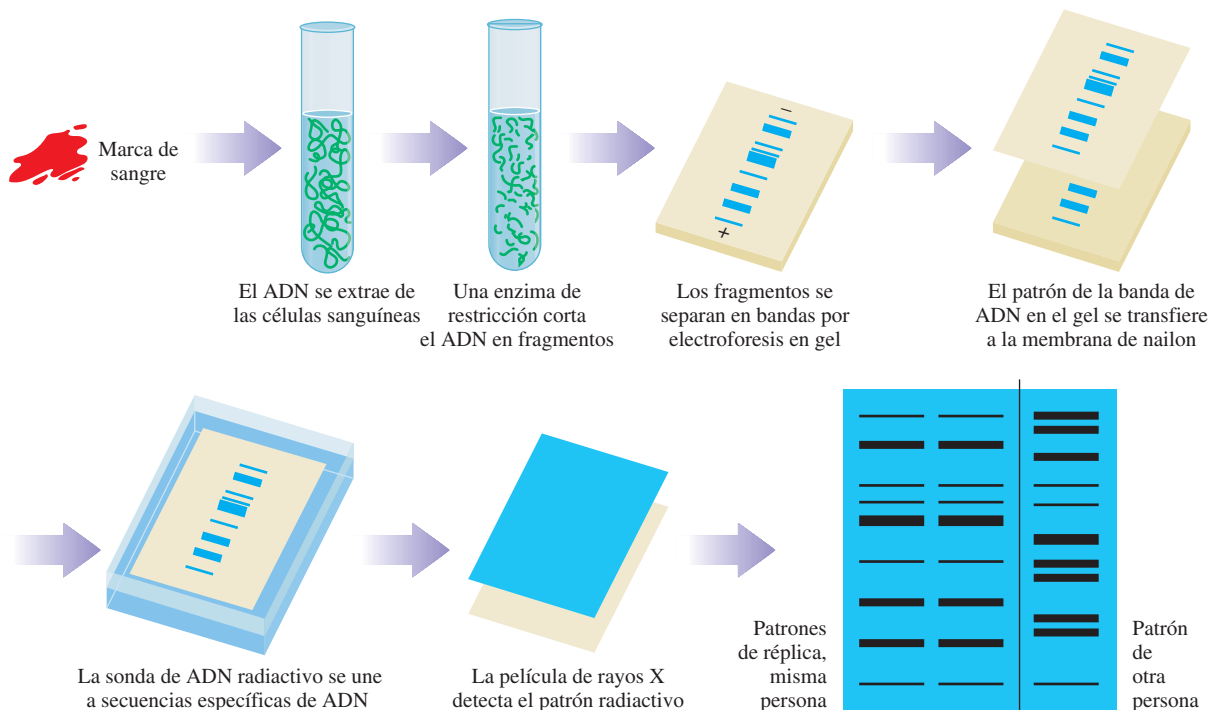 Marca de
sangre
El ADN se extrae de
las células sanguíneas
Una enzima de
restricción corta
el ADN en fragmentos
−
+
Los fragmentos se
separan en bandas por
electroforesis en gel
El patrón de la banda de
ADN en el gel se transfiere
a la membrana de nailon
La sonda de ADN radiactivo se une
a secuencias específicas de ADN
La película de rayos X
detecta el patrón radiactivo
Patrones
de réplica,
misma
persona
Patrón
de
otra
persona